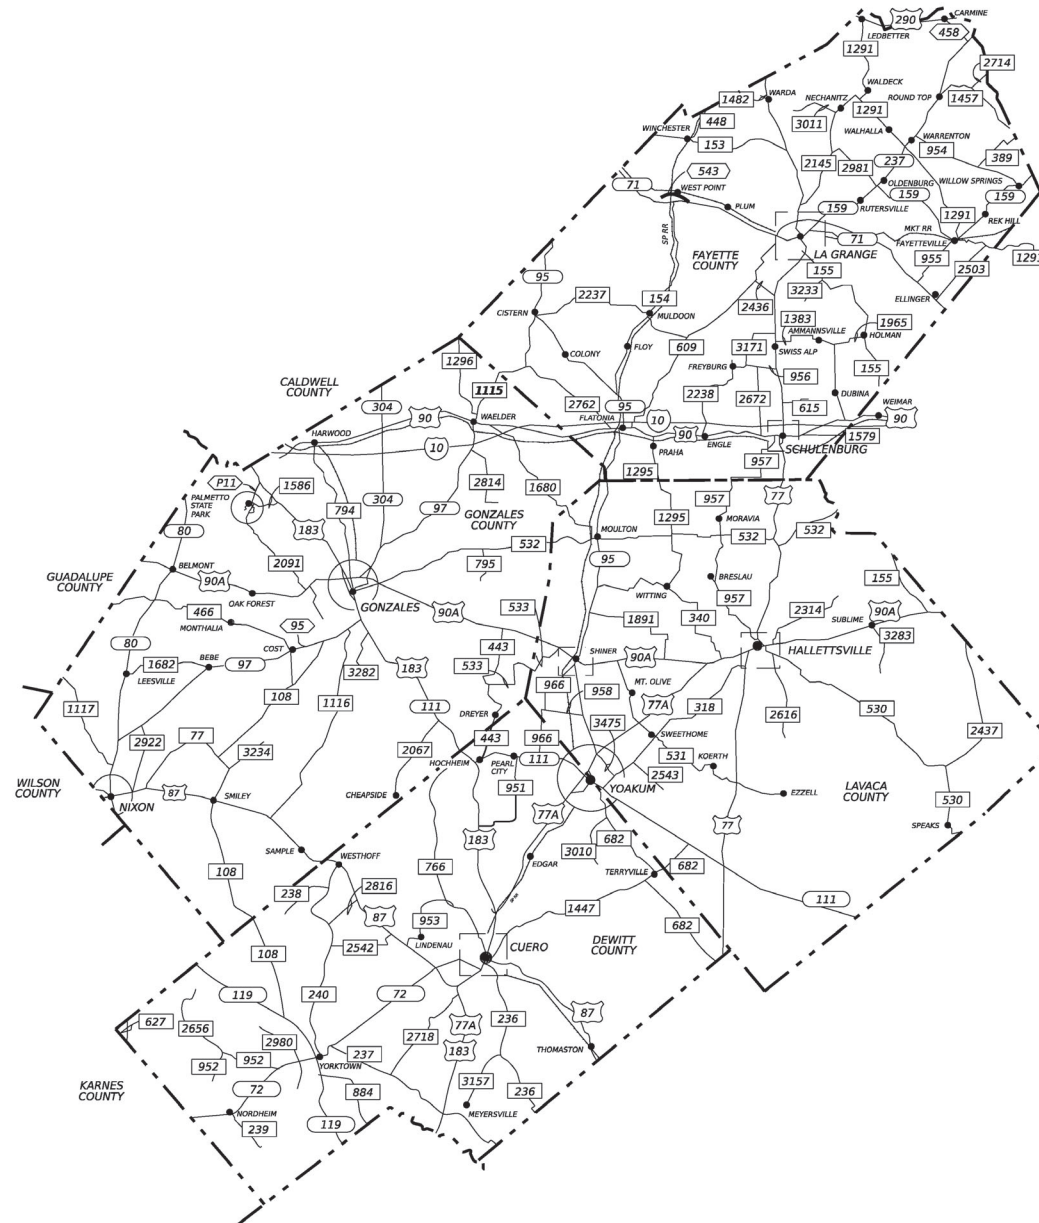 CARMINE
290
LEDBETTER
458
1291
2714
WALDECK
1482
WARDA
NECHANITZ
ROUND TOP
1457
1291
448
3011
WINCHESTER
WALHALLA
WARRENTON
153
954
389
237
2145
2981
543
OLDENBURG
WILLOW SPRINGS
71
WEST POINT
159
159
PLUM
159
RUTERSVILLE
1291
REK HILL
SP RR
MKT RR
71
FAYETTEVILLE
FAYETTE
COUNTY
LA GRANGE
955
1291
155
2503
95
3233
2237
154
2436
ELLINGER
CISTERN
MULDOON
1383
1965
AMMANNSVILLE
HOLMAN
609
3171
FLOY
SWISS ALP
COLONY
1296
FREYBURG
155
956
CALDWELL
COUNTY
1115
2238
DUBINA
304
2762
2672
WEIMAR
90
95
615
WAELDER
FLATONIA
10
90
HARWOOD
90
ENGLE
1579
10
PRAHA
SCHULENBURG
957
1295
P11
1586
2814
PALMETTO
STATE
PARK
1680
304
957
77
97
794
GONZALES
COUNTY
1295
MORAVIA
183
80
MOULTON
532
532
532
95
795
2091
BELMONT
GUADALUPE
COUNTY
90A
BRESLAU
155
OAK FOREST
WITTING
957
GONZALES
90A
533
2314
466
340
90A
95
1891
SUBLIME
MONTHALIA
3283
80
443
COST
HALLETTSVILLE
SHINER
BEBE
90A
1682
97
533
183
3282
LEESVILLE
966
958
MT. OLIVE
108
1116
77A
1117
111
318
530
DREYER
2616
3475
2437
77
443
966
SWEETHOME
2922
3234
2067
531
KOERTH
HOCHHEIM
PEARL
CITY
111
2543
WILSON
COUNTY
951
YOAKUM
LAVACA
COUNTY
87
CHEAPSIDE
EZZELL
SMILEY
530
NIXON
77A
SPEAKS
77
183
682
SAMPLE
3010
WESTHOFF
EDGAR
766
682
108
TERRYVILLE
2816
238
SP RR
111
1447
87
953
682
LINDENAU
DEWITT
COUNTY
2542
CUERO
108
119
72
240
87
236
627
77A
2656
2718
2980
237
183
THOMASTON
952
952
YORKTOWN
3157
KARNES
COUNTY
72
884
236
NORDHEIM
MEYERSVILLE
119
239